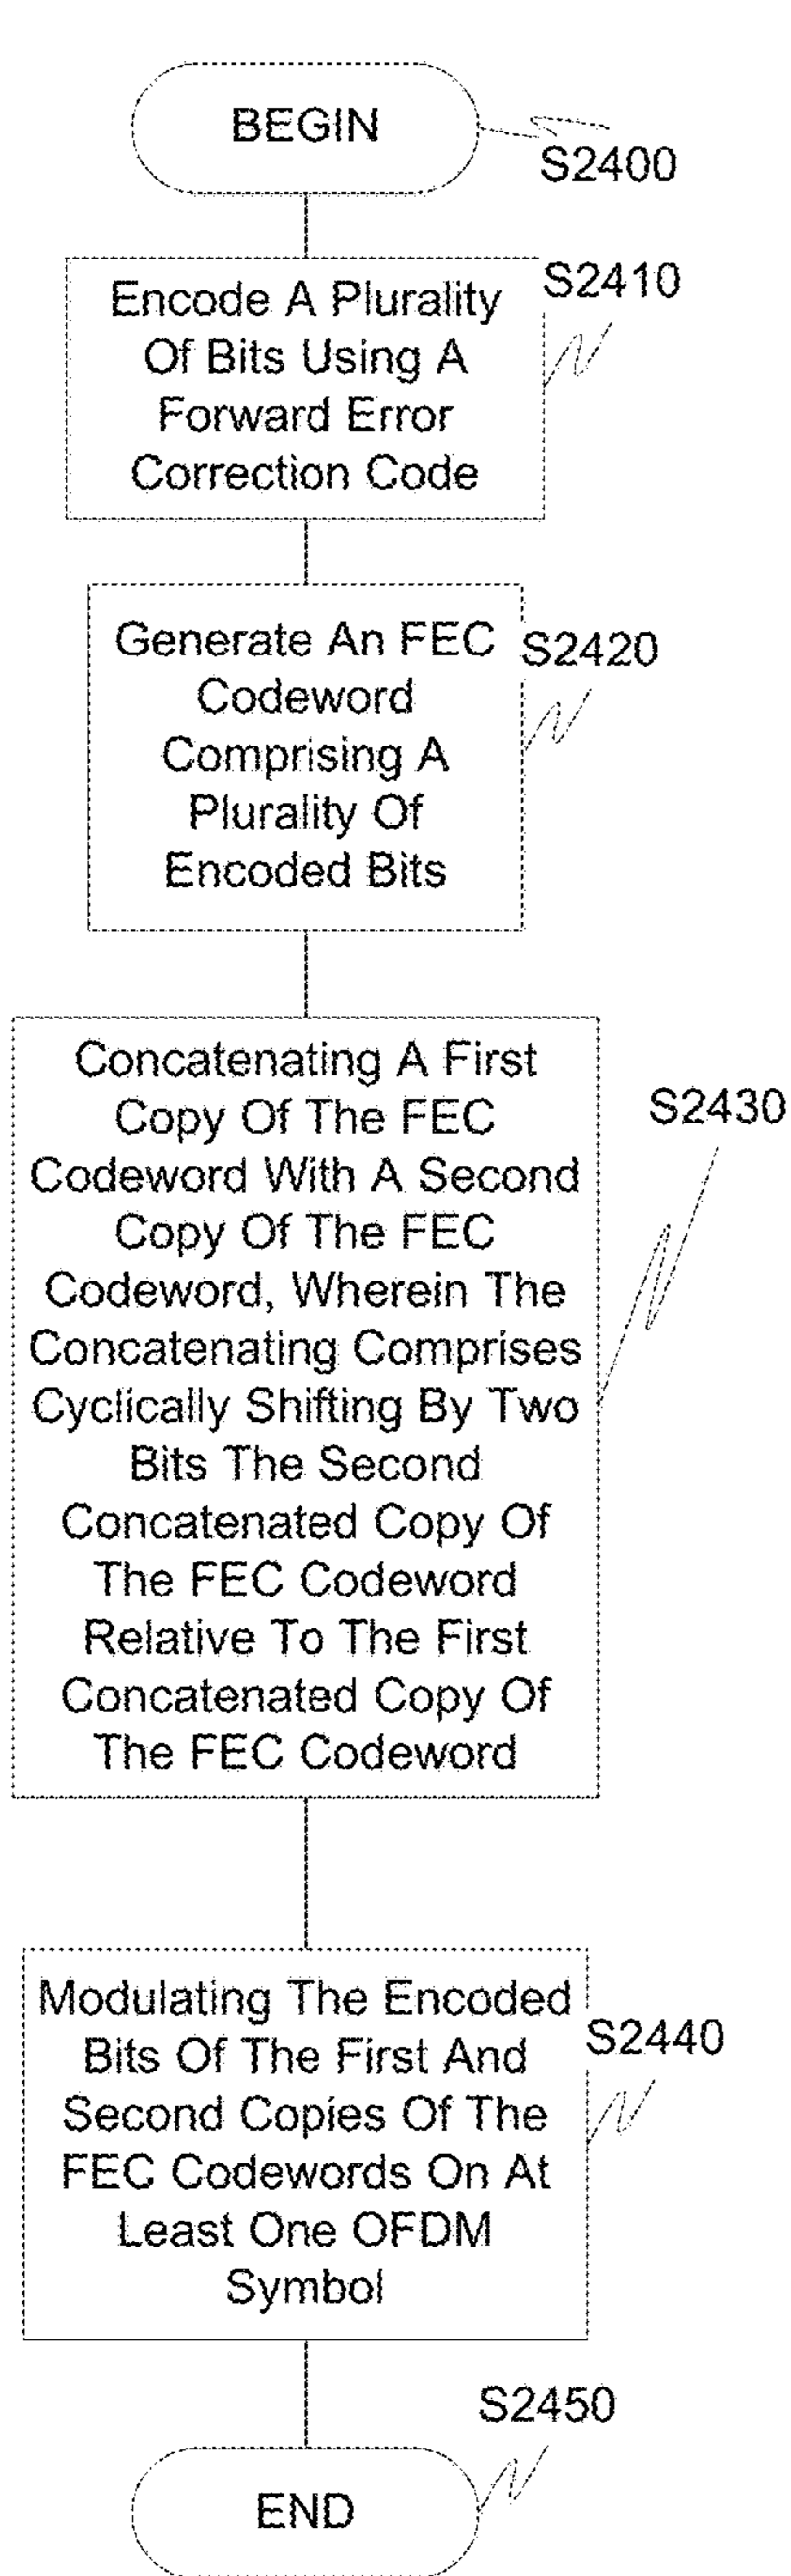 BEGIN
S2400
S2410
Encode A Plurality
Of Bits Using A
Forward Error
Correction Code
Generate An FEC
S2420
Codeword
Comprising A
Plurality Of
Encoded Bits
Concatenating A First
Copy Of The FEC
S2430
Codeword With A Second
Copy Of The FEC
Codeword, Wherein The
Concatenating Comprises
Cyclically Shifting By Two
Bits The Second
Concatenated Copy Of
The FEC Codeword
Relative To The First
Concatenated Copy Of
The FEC Codeword
Modulating The Encoded
S2440
Bits Of The First And
Second Copies Of The
FEC Codewords On At
Least One OFDM
Symbol
S2450
END